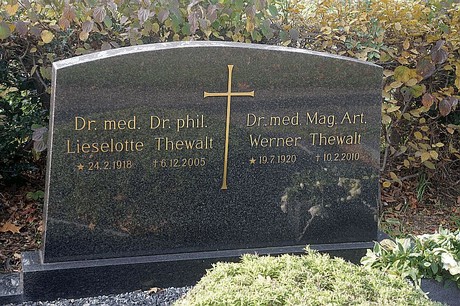 Dr. med. Dr. phil.
Lieselotte Thewalt
★24.2.1918 †6.12.2005
Dr. med. Mag. Art.
Werner Thewalt
★19.7.1920 †10.2.2010